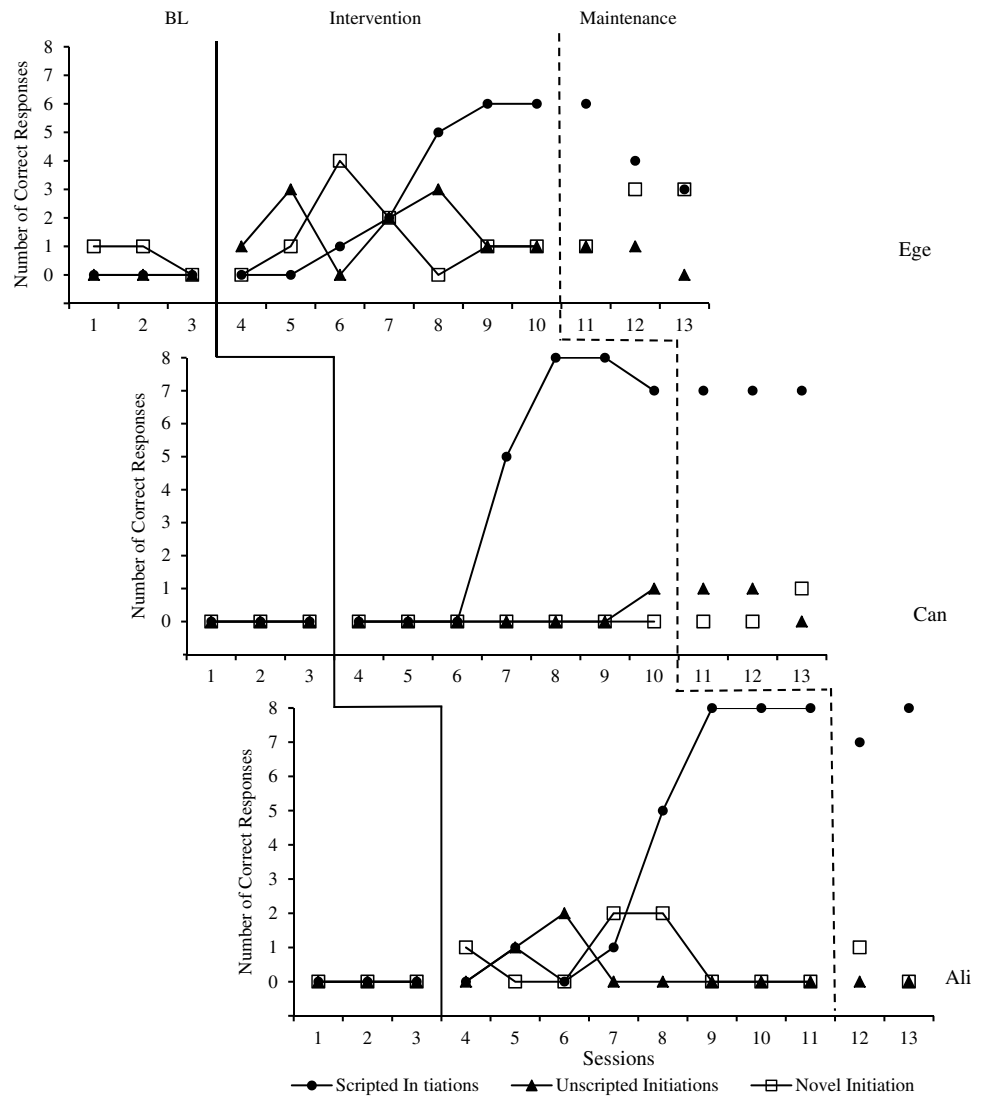 BL Intervention Maintenance
8
7
6
5
4
3
2
1
0
Number of Correct Responses
Ege
1 2 3 4 5 6 7 8 9 10 11 12 13
8
7
6
5
4
3
2
1
0
Number of Correct Responses
Can
1 2 3 4 5 6 7 8 9 10 11 12 13
8
7
6
5
4
3
2
1
0
Number of Correct Responses
Ali
1 2 3 4 5 6 7 8 9 10 11 12 13
Sessions
Scripted In tiations Unscripted Initiations Novel Initiation